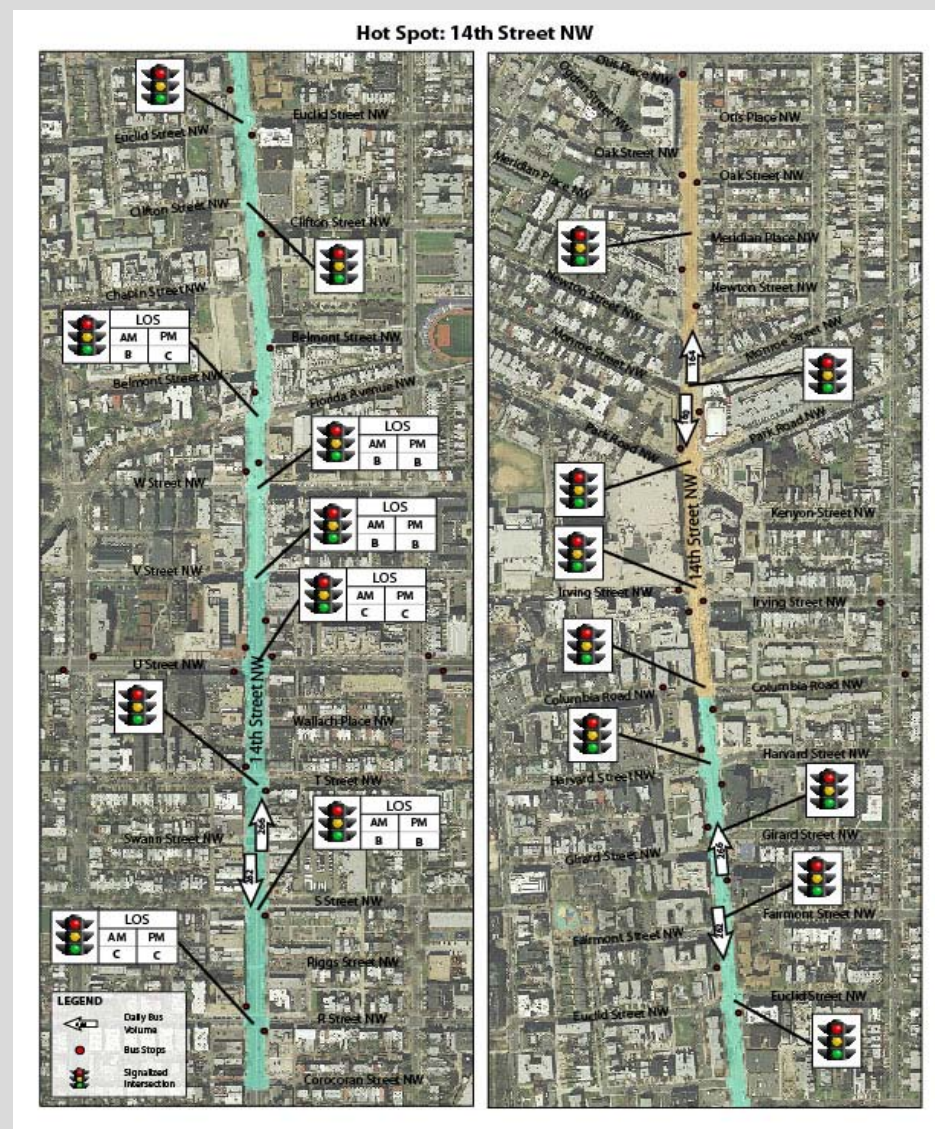 Hot Spot: 14th Street NW
Euclid Street NW
Euclid Street NW
Clifton Street NW
Clifton Street NW
Chapin Street NW
LOS
AM PM
B C
Belmont Street NW
Belmont Street NW
Florida Avenue NW
LOS
AM PM
B B
W Street NW
LOS
AM PM
B B
V Street NW
LOS
AM PM
C C
U Street NW
14th Street NW
Wallach Place NW
T Street NW
266
LOS
AM PM
B B
Swann Street NW
S Street NW
LOS
AM PM
C C
Riggs Street NW
R Street NW
Corocoran Street NW
LEGEND
Daily Bus
Volume
Bus Stops
Signalized
Intersection
Otis Place NW
Ogden Street NW
Otis Place NW
Oak Street NW
Meridian Place NW
Oak Street NW
Meridian Place NW
Newton Street NW
Newton Street NW
Monroe Street NW
Monroe Street NW
164
Park Road NW
Park Road NW
14th Street NW
Kenyon Street NW
Irving Street NW
Irving Street NW
Columbia Road NW
Columbia Road NW
Harvard Street NW
Harvard Street NW
Girard Street NW
Girard Street NW
266
262
Fairmont Street NW
Fairmont Street NW
Euclid Street NW
Euclid Street NW